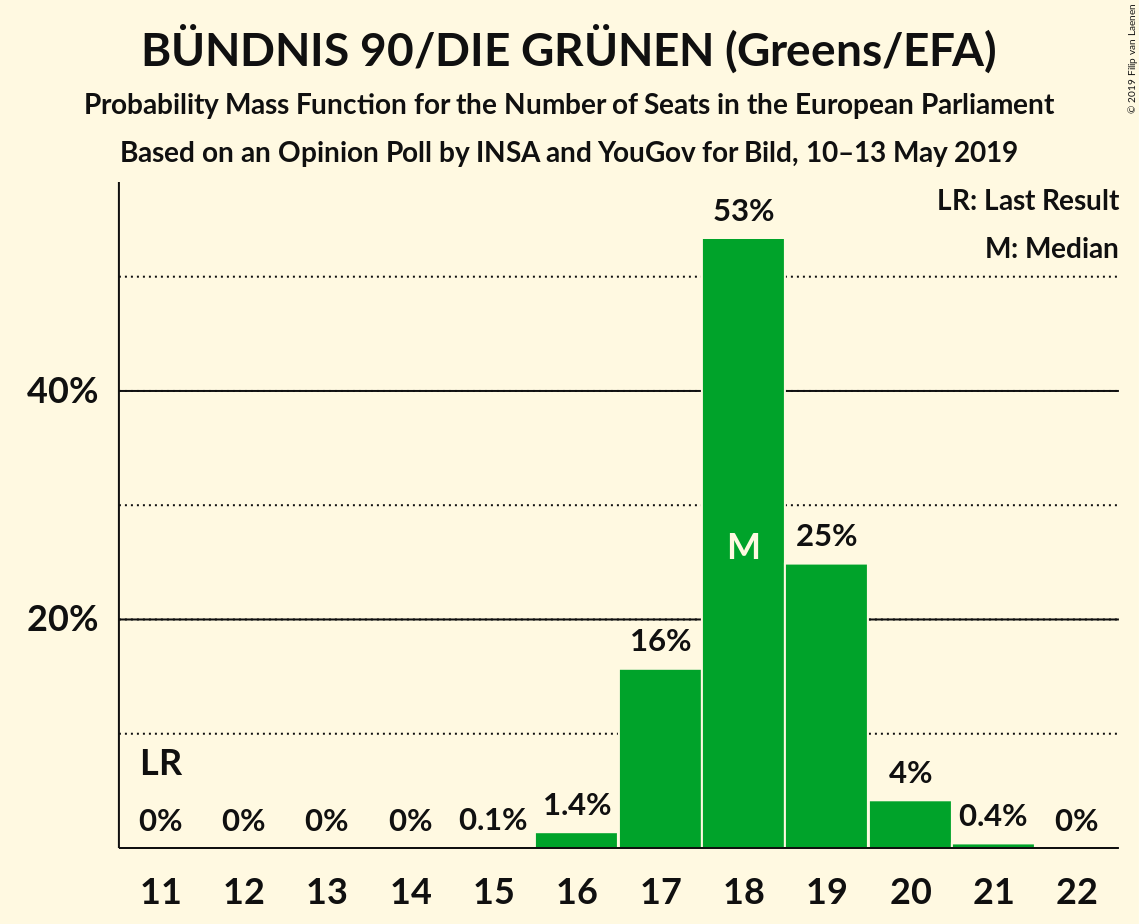 BÜNDNIS 90/DIE GRÜNEN (Greens/EFA)
Probability Mass Function for the Number of Seats in the European Parliament
Based on an Opinion Poll by INSA and YouGov for Bild, 10–13 May 2019
© 2019 Filip van Laenen
LR: Last Result
M: Median
53%
40%
M
25%
20%
16%
LR
4%
0% 0% 0% 0% 0.1% 1.4% 0.4% 0%
11 12 13 14 15 16 17 18 19 20 21 22